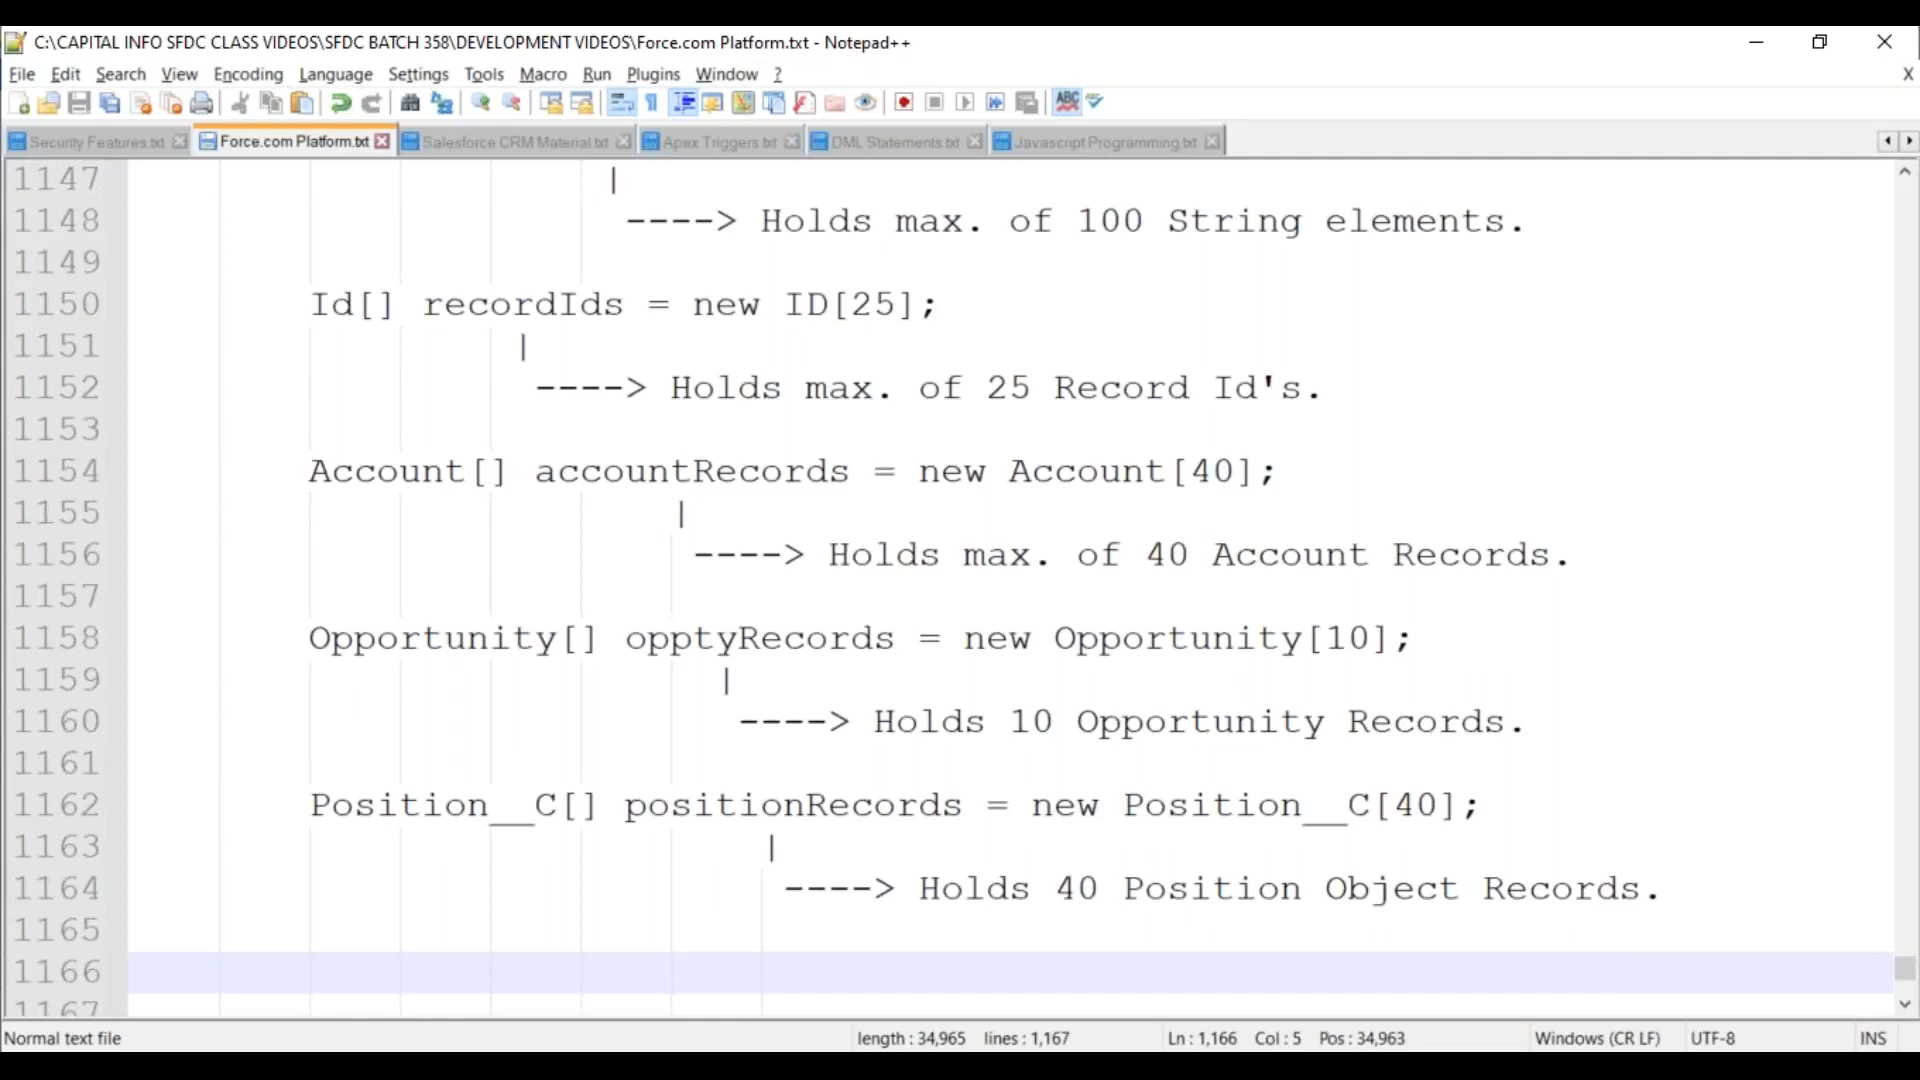 C:\CAPITAL INFO SFDC CLASS VIDEOS\SFDC BATCH 358\DEVELOPMENT VIDEOS\Force.com Platform.txt - Notepad++
File Edit Search View Encoding Language Settings Tools Macro Run Plugins Window ? X
Security Features.txt Force.com Platform.txt Salesforce CRM Material.txt Apex Triggers.txt DML Statements.txt Javascript Programming.txt
1147 |
1148 ----> Holds max. of 100 String elements.
1149
1150 Id[] recordIds = new ID[25];
1151 |
1152 ----> Holds max. of 25 Record Id's.
1153
1154 Account[] accountRecords = new Account[40];
1155 |
1156 ----> Holds max. of 40 Account Records.
1157
1158 Opportunity[] opptyRecords = new Opportunity[10];
1159 |
1160 ----> Holds 10 Opportunity Records.
1161
1162 Position__C[] positionRecords = new Position__C[40];
1163 |
1164 ----> Holds 40 Position Object Records.
1165
1166
1167
Normal text file length : 34,965 lines : 1,167 Ln : 1,166 Col : 5 Pos : 34,963 Windows (CR LF) UTF-8 INS